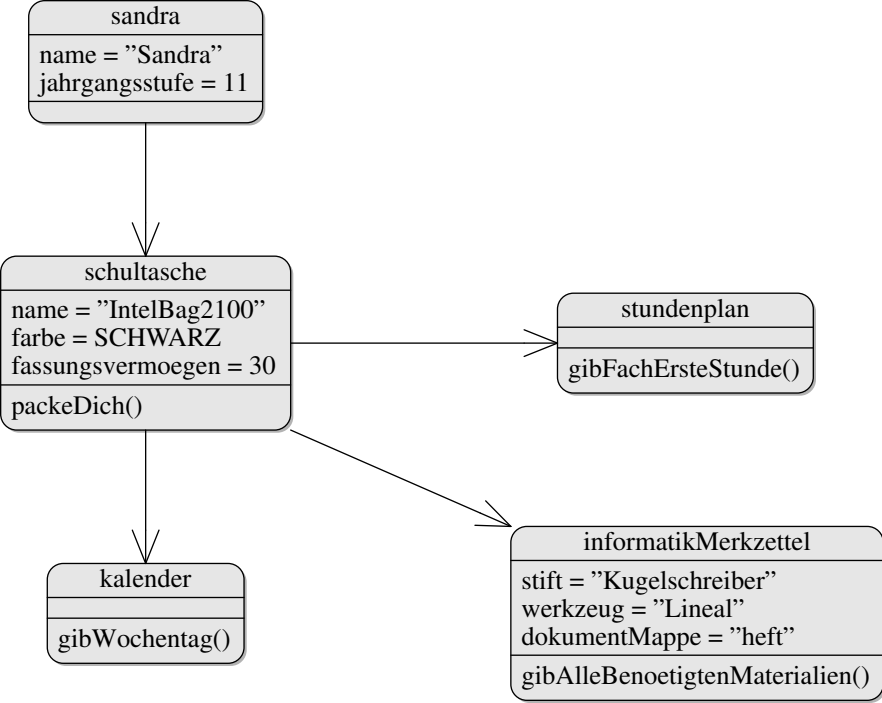 sandra
name = ”Sandra”
jahrgangsstufe = 11
schultasche
name = ”IntelBag2100”
farbe = SCHWARZ
fassungsvermoegen = 30
packeDich()
stundenplan
gibFachErsteStunde()
kalender
gibWochentag()
informatikMerkzettel
stift = ”Kugelschreiber”
werkzeug = ”Lineal”
dokumentMappe = ”heft”
gibAlleBenoetigtenMaterialien()